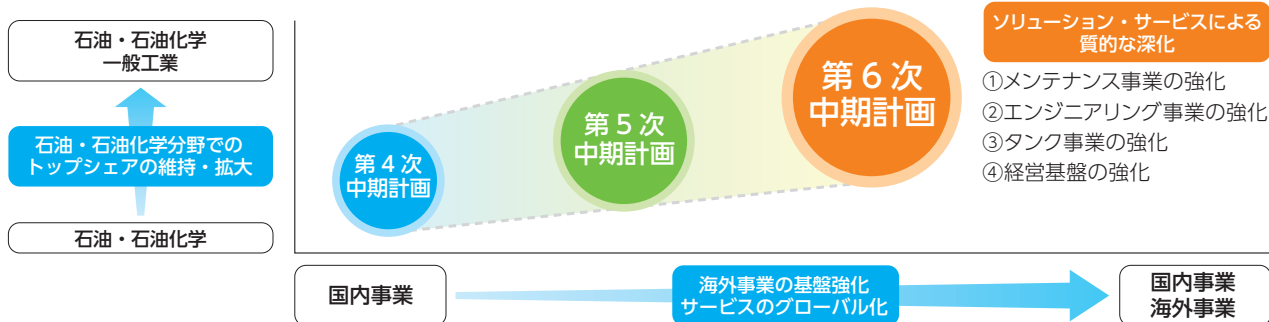 石油・石油化学
一般工業
石油・石油化学分野での
トップシェアの維持・拡大
石油・石油化学
第4次
中期計画
第5次
中期計画
第6次
中期計画
ソリューション・サービスによる
質的な深化
①メンテナンス事業の強化
②エンジニアリング事業の強化
③タンク事業の強化
④経営基盤の強化
国内事業
海外事業の基盤強化
サービスのグローバル化
国内事業
海外事業